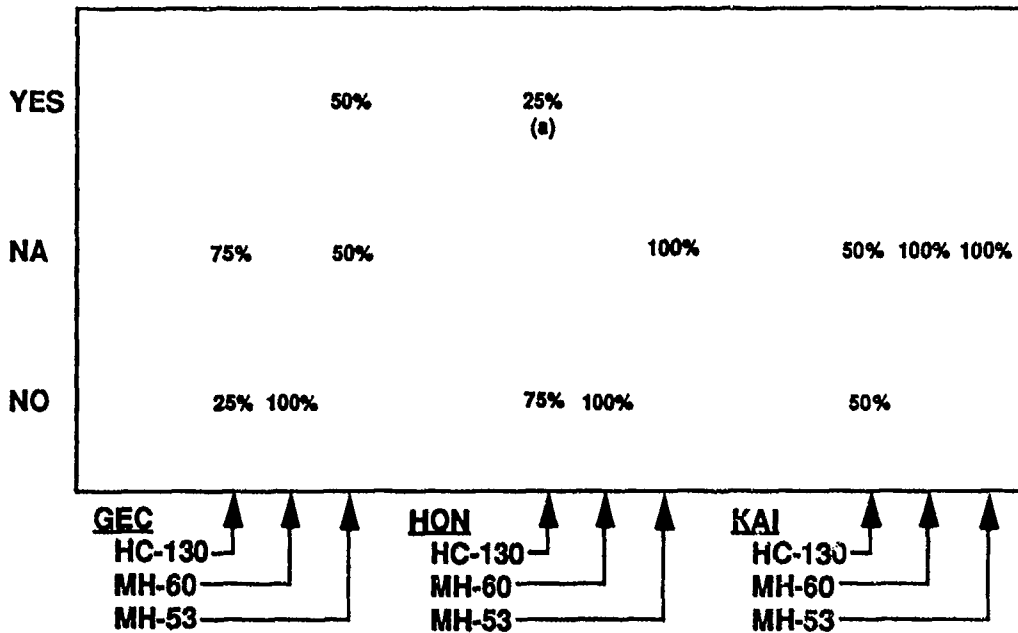 YES 50% 25%
(a)
NA 75% 50% 100% 50% 100% 100%
NO 25% 100% 75% 100% 50%
GEC HON KAI
HC-130 HC-130 HC-130
MH-60 MH-60 MH-60
MH-53 MH-53 MH-53